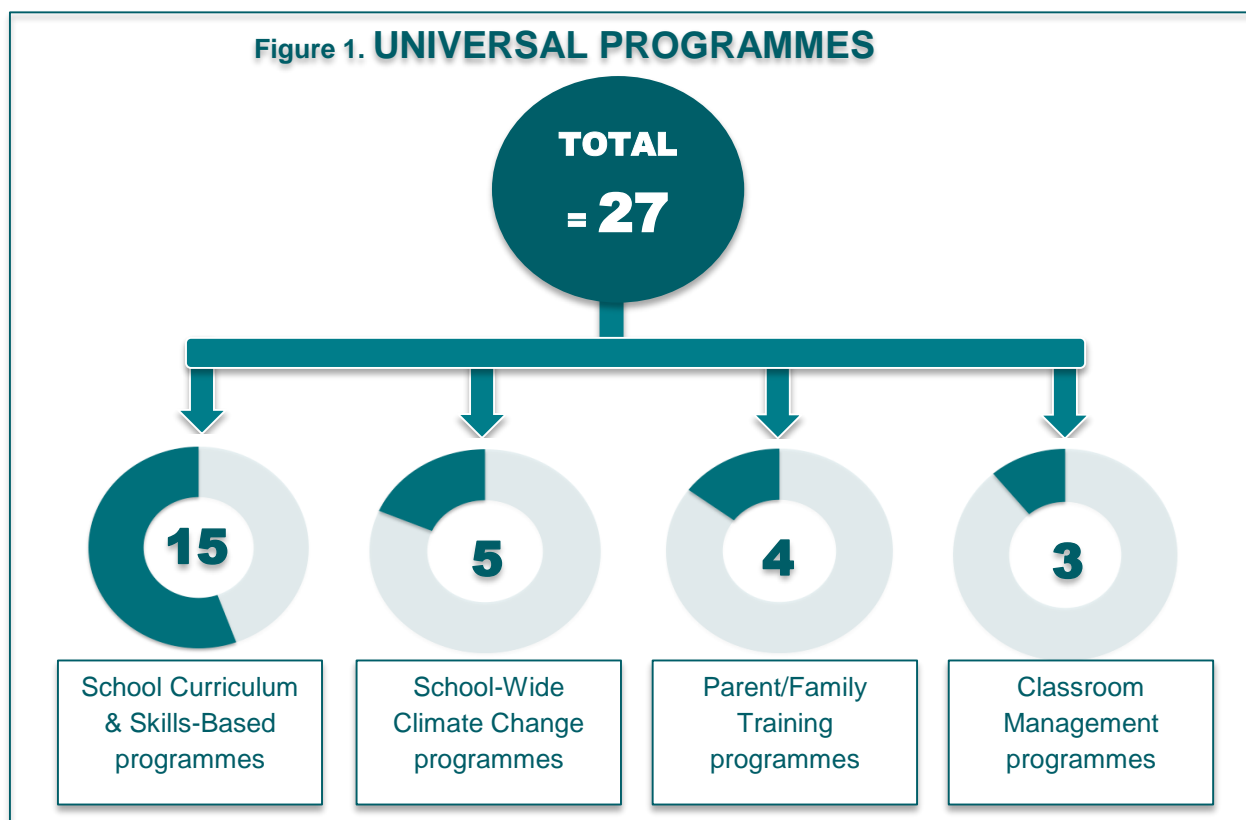 Figure 1. UNIVERSAL PROGRAMMES
TOTAL
= 27
15
5
4
3
School Curriculum
& Skills-Based
programmes
School-Wide
Climate Change
programmes
Parent/Family
Training
programmes
Classroom
Management
programmes